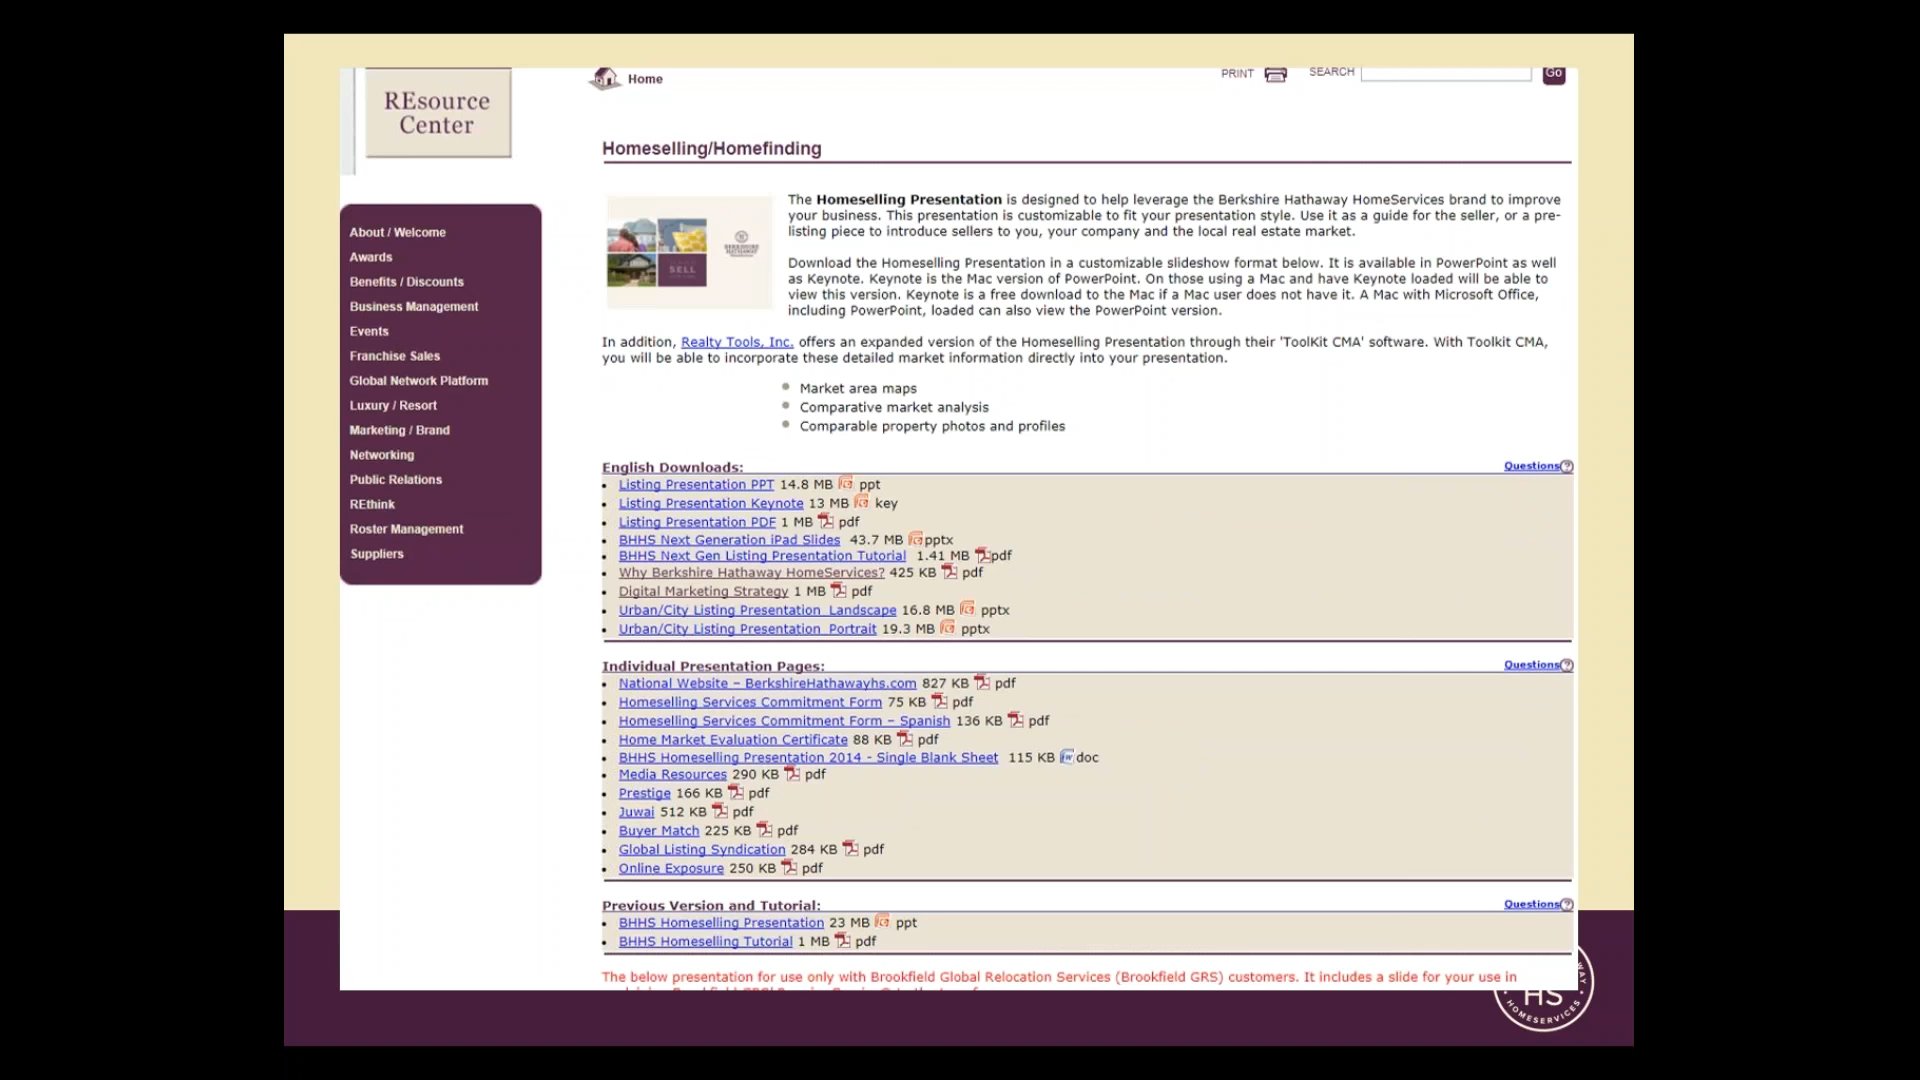 REsource
Center
Home
PRINT
SEARCH
Go
Homeselling/Homefinding
About / Welcome
Awards
Benefits / Discounts
Business Management
Events
Franchise Sales
Global Network Platform
Luxury / Resort
Marketing / Brand
Networking
Public Relations
REthink
Roster Management
Suppliers
SELL
BERKSHIRE
HATHAWAY
The Homeselling Presentation is designed to help leverage the Berkshire Hathaway HomeServices brand to improve
your business. This presentation is customizable to fit your presentation style. Use it as a guide for the seller, or a pre-
listing piece to introduce sellers to you, your company and the local real estate market.
Download the Homeselling Presentation in a customizable slideshow format below. It is available in PowerPoint as well
as Keynote. Keynote is the Mac version of PowerPoint. On those using a Mac and have Keynote loaded will be able to
view this version. Keynote is a free download to the Mac if a Mac user does not have it. A Mac with Microsoft Office,
including PowerPoint, loaded can also view the PowerPoint version.
In addition, Realty Tools, Inc. offers an expanded version of the Homeselling Presentation through their 'ToolKit CMA' software. With Toolkit CMA,
you will be able to incorporate these detailed market information directly into your presentation.
Market area maps
Comparative market analysis
Comparable property photos and profiles
English Downloads: Questions
Listing Presentation PPT 14.8 MB ppt
Listing Presentation Keynote 13 MB key
Listing Presentation PDF 1 MB pdf
BHHS Next Generation iPad Slides 43.7 MB pptx
BHHS Next Gen Listing Presentation Tutorial 1.41 MB pdf
Why Berkshire Hathaway HomeServices? 425 KB pdf
Digital Marketing Strategy 1 MB pdf
Urban/City Listing Presentation Landscape 16.8 MB pptx
Urban/City Listing Presentation Portrait 19.3 MB pptx
Individual Presentation Pages: Questions
National Website – BerkshireHathawayhs.com 827 KB pdf
Homeselling Services Commitment Form 75 KB pdf
Homeselling Services Commitment Form – Spanish 136 KB pdf
Home Market Evaluation Certificate 88 KB pdf
BHHS Homeselling Presentation 2014 - Single Blank Sheet 115 KB doc
Media Resources 290 KB pdf
Prestige 166 KB pdf
Juwai 512 KB pdf
Buyer Match 225 KB pdf
Global Listing Syndication 284 KB pdf
Online Exposure 250 KB pdf
Previous Version and Tutorial: Questions
BHHS Homeselling Presentation 23 MB ppt
BHHS Homeselling Tutorial 1 MB pdf
The below presentation for use only with Brookfield Global Relocation Services (Brookfield GRS) customers. It includes a slide for your use in
HS
HOMESERVICES